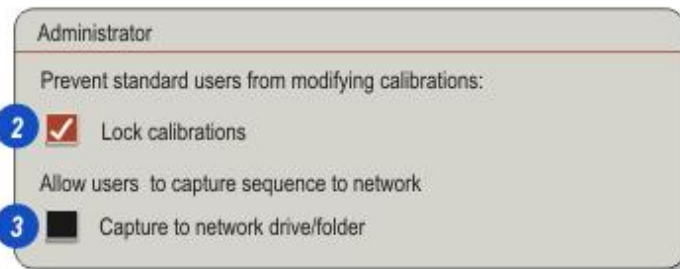 Administrator
Prevent standard users from modifying calibrations:
2 Lock calibrations
Allow users to capture sequence to network
3 Capture to network drive/folder